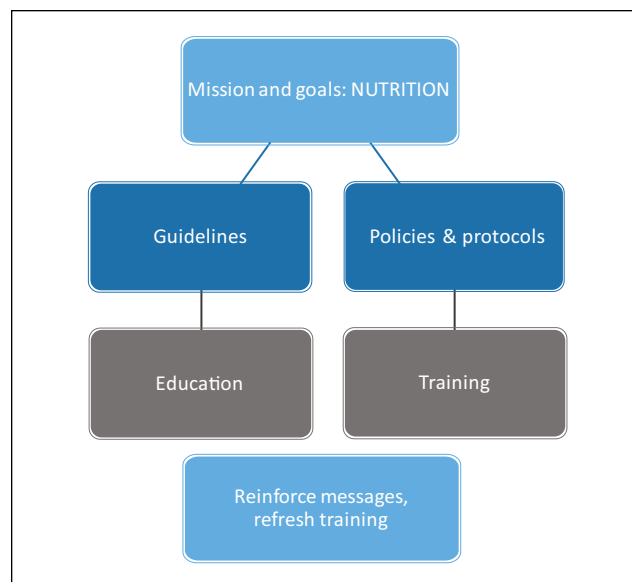 Mission and goals: NUTRITION
Guidelines
Policies & protocols
Education
Training
Reinforce messages,
refresh training